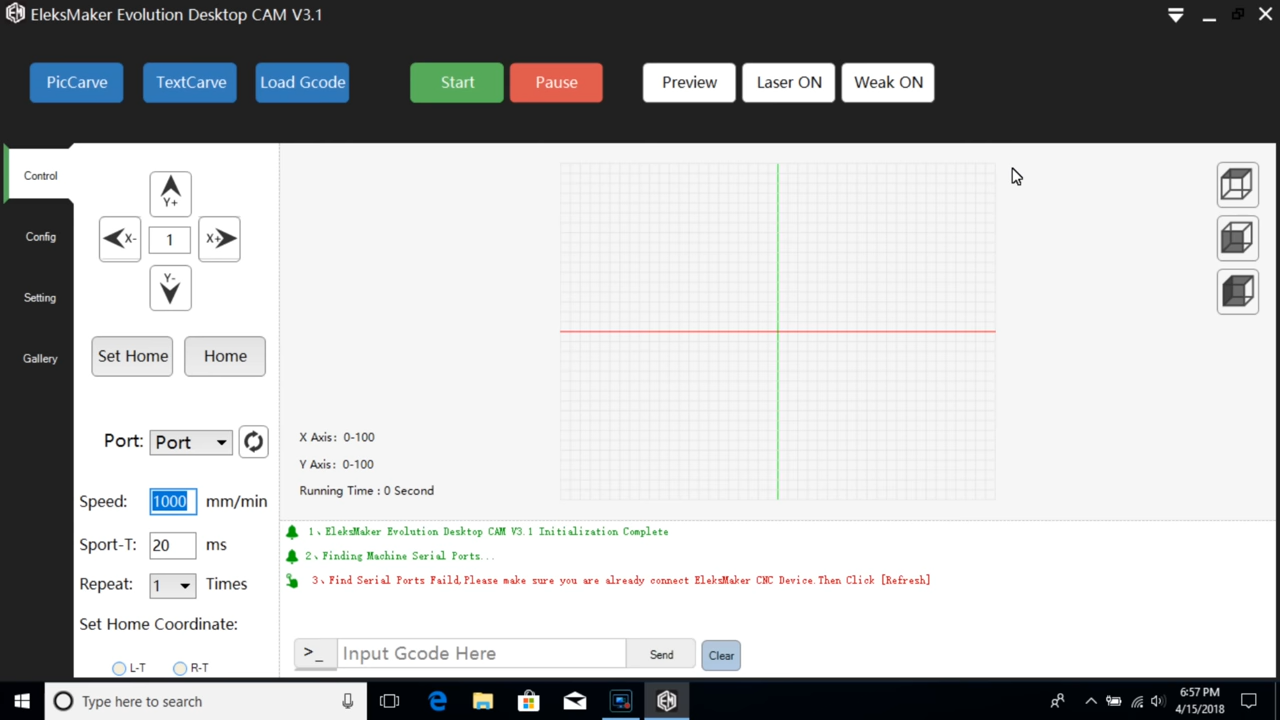 EleksMaker Evolution Desktop CAM V3.1
PicCarve
TextCarve
Load Gcode
Start
Pause
Preview
Laser ON
Weak ON
Control
Config
Setting
Gallery
Y+
X-
1
X+
Y-
Set Home
Home
Port: Port
Speed: 1000 mm/min
Sport-T: 20 ms
Repeat: 1 Times
Set Home Coordinate:
L-T
R-T
X Axis: 0-100
Y Axis: 0-100
Running Time : 0 Second
1、EleksMaker Evolution Desktop CAM V3.1 Initialization Complete
2、Finding Machine Serial Ports...
3、Find Serial Ports Faild,Please make sure you are already connect EleksMaker CNC Device.Then Click [Refresh]
>_ Input Gcode Here
Send
Clear
Type here to search
6:57 PM
4/15/2018